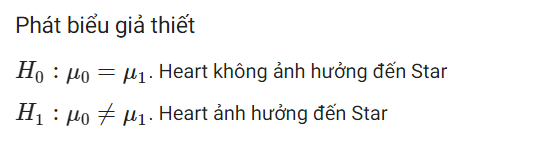 Phát biểu giả thiết
H₀ : μ₀ = μ₁. Heart không ảnh hưởng đến Star
H₁ : μ₀ ≠ μ₁. Heart ảnh hưởng đến Star